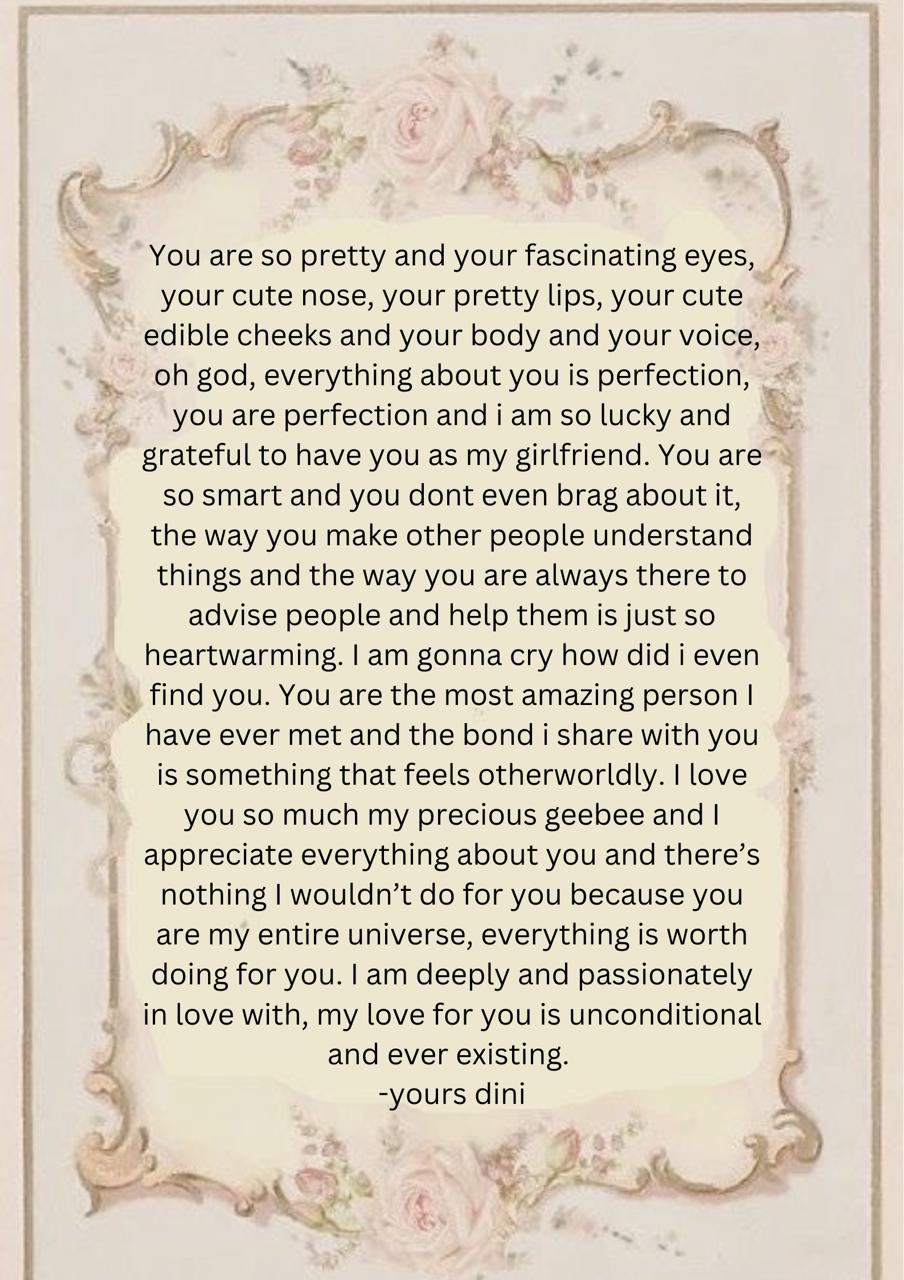 You are so pretty and your fascinating eyes,
your cute nose, your pretty lips, your cute
edible cheeks and your body and your voice,
oh god, everything about you is perfection,
you are perfection and i am so lucky and
grateful to have you as my girlfriend. You are
so smart and you dont even brag about it,
the way you make other people understand
things and the way you are always there to
advise people and help them is just so
heartwarming. I am gonna cry how did i even
find you. You are the most amazing person I
have ever met and the bond i share with you
is something that feels otherworldly. I love
you so much my precious geebee and I
appreciate everything about you and there’s
nothing I wouldn’t do for you because you
are my entire universe, everything is worth
doing for you. I am deeply and passionately
in love with, my love for you is unconditional
and ever existing.
-yours dini